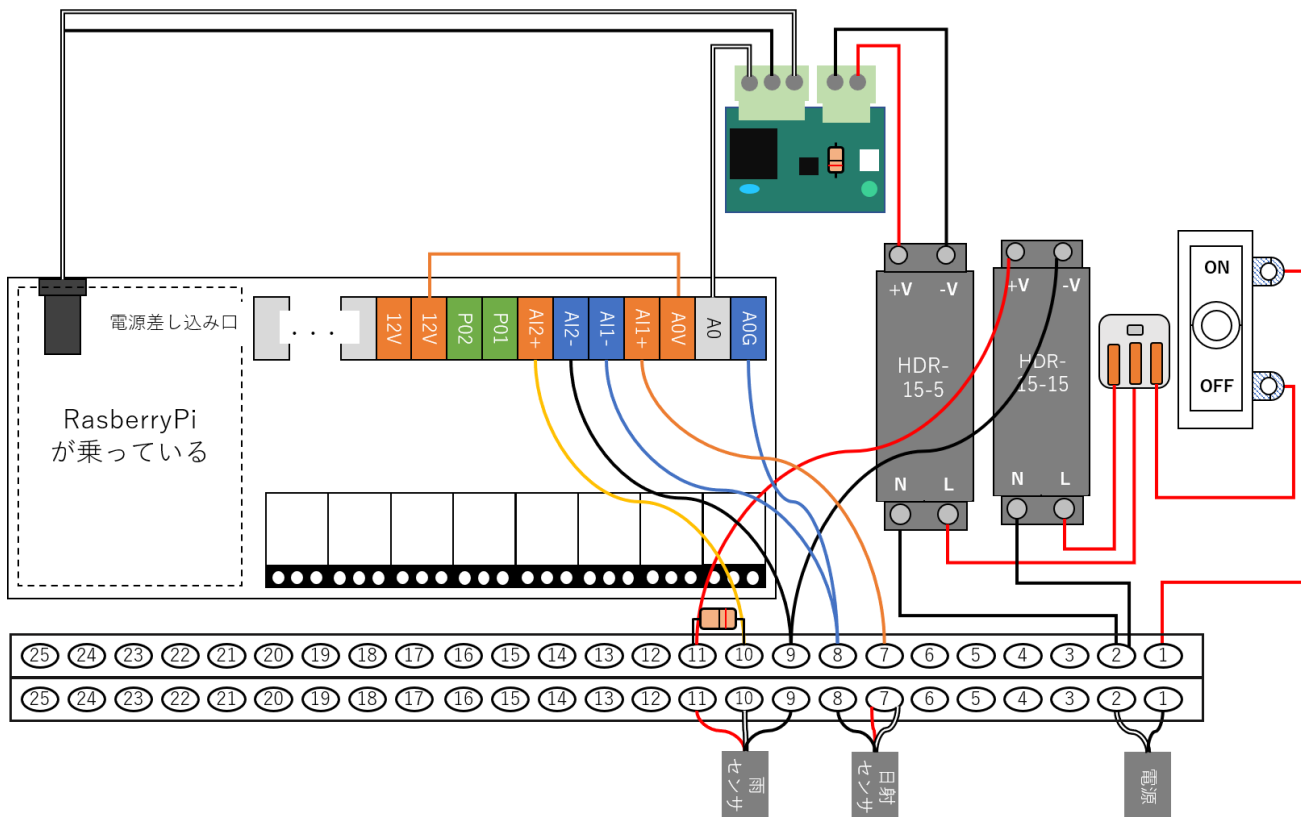 電源差し込み口
・・・
12V
12V
P02
P01
AI2+
AI2-
AI1-
AI1+
A0V
A0
A0G
RasberryPi
が乗っている
+V -V
HDR-
15-5
N L
+V -V
HDR-
15-15
N L
ON
OFF
25 24 23 22 21 20 19 18 17 16 15 14 13 12 11 10 9 8 7 6 5 4 3 2 1
25 24 23 22 21 20 19 18 17 16 15 14 13 12 11 10 9 8 7 6 5 4 3 2 1
雨
センサ
日射
センサ
電源